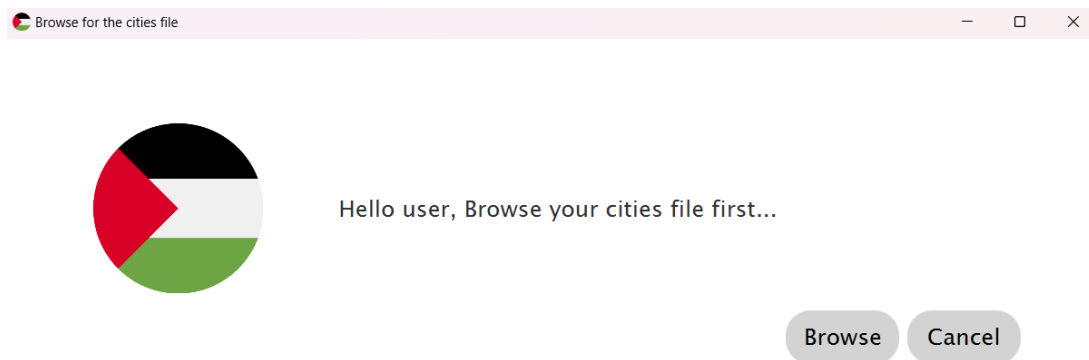 Browse for the cities file
Hello user, Browse your cities file first...
Browse Cancel